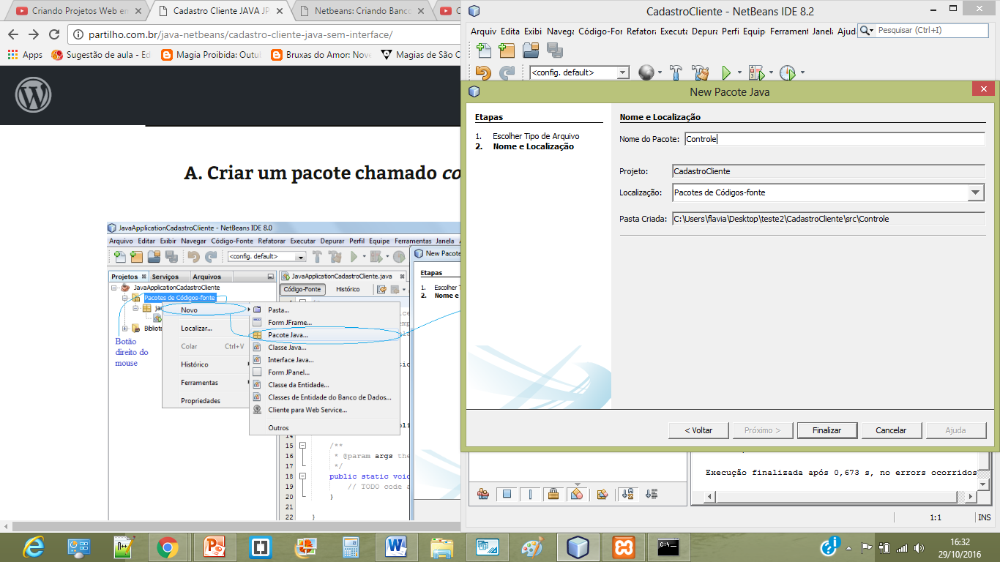 Criando Projetos Web en
Cadastro Cliente JAVA JP
Netbeans: Criando Banco
C
partilho.com.br/java-netbeans/cadastro-cliente-java-sem-interface/
Apps
Sugestão de aula - Ed
Magia Proibida: Outu
Bruxas do Amor: Nove
Magias de São C
A. Criar um pacote chamado co
JavaApplicationCadastroCliente - NetBeans IDE 8.0
Arquivo Editar Exibir Navegar Código-Fonte Refatorar Executar Depurar Perfil Equipe Ferramentas Janela
<config. default>
New Pacote
Projetos
Serviços
Arquivos
JavaApplicationCadastroCliente.java
Etapas
JavaApplicationCadastroCliente
Código-Fonte
Histórico
1. Escolher T
Pacotes de Códigos-fonte
2. Nome e
Novo
Pasta...
Form JFrame...
Localizar...
Pacote Java...
Botão direito do mouse
Colar Ctrl+V
Classe Java...
Histórico
Interface Java...
Form JPanel...
Ferramentas
Classe da Entidade...
Propriedades
Classes de Entidade do Banco de Dados...
Cliente para Web Service...
Outros
14
15 /**
16 * @param args the
17 */
18 public static void
19 // TODO code a
20 }
21
22 }
CadastroCliente - NetBeans IDE 8.2
Arquiv Edita Exibi Navega Código-For Refatora Executa Depura Perfi Equip Ferrament Janela Ajud
Pesquisar (Ctrl+I)
<config. default>
New Pacote Java
Etapas
1. Escolher Tipo de Arquivo
2. Nome e Localização
Nome e Localização
Nome do Pacote: Controle
Projeto: CadastroCliente
Localização: Pacotes de Códigos-fonte
Pasta Criada: C:\Users\flavia\Desktop\teste2\CadastroCliente\src\Controle
< Voltar
Próximo >
Finalizar
Cancelar
Ajuda
Execução finalizada após 0,673 s, no errors ocorridos
1:1 INS
16:32
29/10/2016